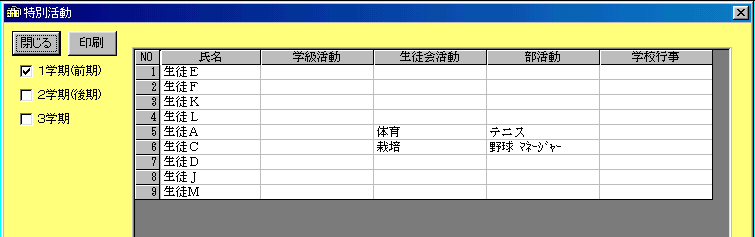 特別活動
閉じる 印刷
1学期(前期)
2学期(後期)
3学期
NO 氏名 学級活動 生徒会活動 部活動 学校行事
1 生徒E
2 生徒F
3 生徒K
4 生徒L
5 生徒A 体育 テニス
6 生徒C 栽培 野球 ﾏﾈｰｼﾞｬｰ
7 生徒D
8 生徒J
9 生徒M